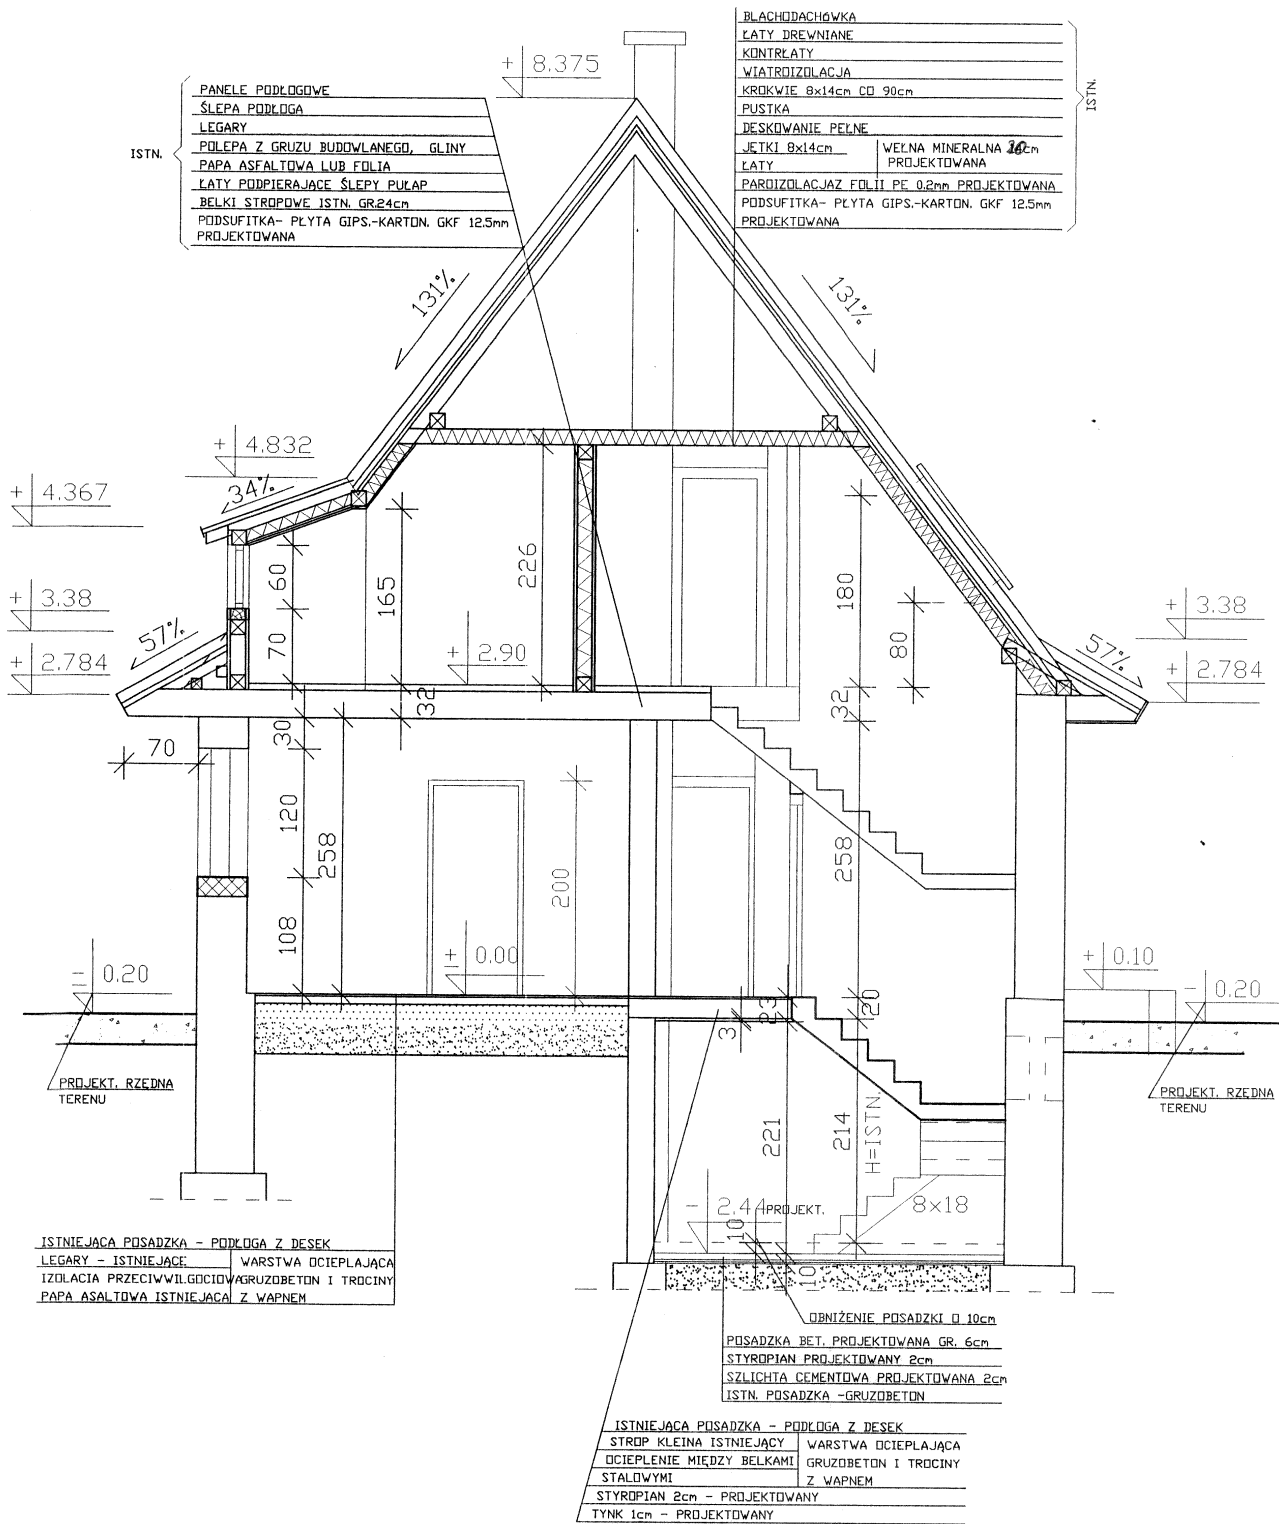 + 8.375
PANELE PODŁOGOWE
ŚLEPA PODŁOGA
LEGARY
POLEPA Z GRUZU BUDOWLANEGO, GLINY
PAPA ASFALTOWA LUB FOLIA
ŁATY PODPIERAJĄCE ŚLEPY PUŁAP
BELKI STROPOWE ISTN. GR.24cm
PODSUFITKA- PŁYTA GIPS.-KARTON. GKF 12.5mm
PROJEKTOWANA
ISTN.
BLACHODACHÓWKA
ŁATY DREWNIANE
KONTRŁATY
WIATROIZOLACJA
KROKWIE 8x14cm CO 90cm
PUSTKA
DESKOWANIE PEŁNE
JĘTKI 8x14cm
ŁATY
WEŁNA MINERALNA cm
PROJEKTOWANA
PAROIZOLACJAZ FOLII PE 0.2mm PROJEKTOWANA
PODSUFITKA- PŁYTA GIPS.-KARTON. GKF 12.5mm
PROJEKTOWANA
ISTN.
131%
131%
+ 4.832
34%
+ 4.367
+ 3.38
57%
+ 2.784
60
70
165
226
+ 2.90
180
80
32
32
+ 3.38
57%
+ 2.784
70
30
120
258
108
200
258
+ 0.00
- 0.20
+ 0.10
- 0.20
23
3
20
PROJEKT. RZĘDNA
TERENU
PROJEKT. RZĘDNA
TERENU
221
214
H=ISTN.
- 2.44 PROJEKT.
8x18
10
10
ISTNIEJĄCA POSADZKA - PODŁOGA Z DESEK
LEGARY - ISTNIEJĄCE
IZOLACIA PRZECIWWILGOCIOWA
PAPA ASALTOWA ISTNIEJĄCA
WARSTWA OCIEPLAJĄCA
GRUZOBETON I TROCINY
Z WAPNEM
OBNIŻENIE POSADZKI O 10cm
POSADZKA BET. PROJEKTOWANA GR. 6cm
STYROPIAN PROJEKTOWANY 2cm
SZLICHTA CEMENTOWA PROJEKTOWANA 2cm
ISTN. POSADZKA -GRUZOBETON
ISTNIEJĄCA POSADZKA - PODŁOGA Z DESEK
STROP KLEINA ISTNIEJĄCY
OCIEPLENIE MIĘDZY BELKAMI
STALOWYMI
WARSTWA OCIEPLAJĄCA
GRUZOBETON I TROCINY
Z WAPNEM
STYROPIAN 2cm - PROJEKTOWANY
TYNK 1cm - PROJEKTOWANY